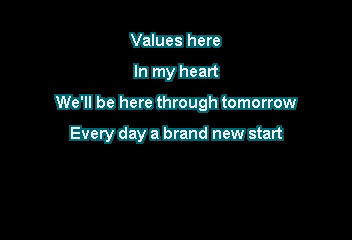 Values here
In my heart
We'll be here through tomorrow
Every day a brand new start